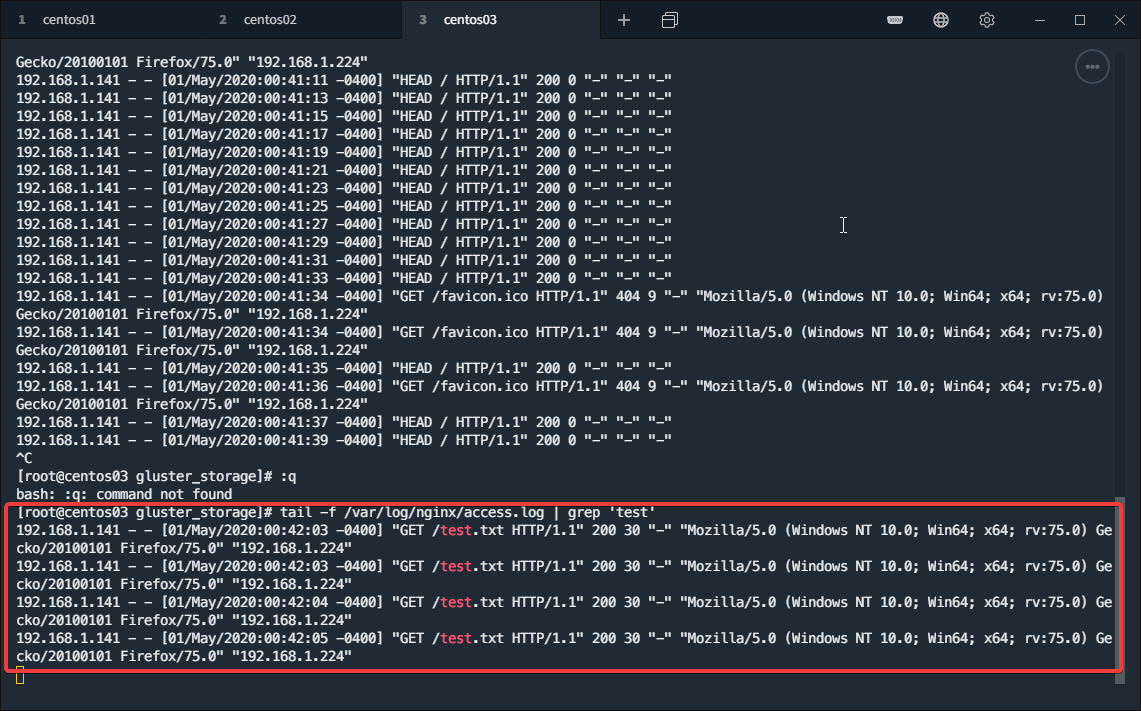 1 centos01 2 centos02 3 centos03
Gecko/20100101 Firefox/75.0" "192.168.1.224"
192.168.1.141 - - [01/May/2020:00:41:11 -0400] "HEAD / HTTP/1.1" 200 0 "-" "-" "-"
192.168.1.141 - - [01/May/2020:00:41:13 -0400] "HEAD / HTTP/1.1" 200 0 "-" "-" "-"
192.168.1.141 - - [01/May/2020:00:41:15 -0400] "HEAD / HTTP/1.1" 200 0 "-" "-" "-"
192.168.1.141 - - [01/May/2020:00:41:17 -0400] "HEAD / HTTP/1.1" 200 0 "-" "-" "-"
192.168.1.141 - - [01/May/2020:00:41:19 -0400] "HEAD / HTTP/1.1" 200 0 "-" "-" "-"
192.168.1.141 - - [01/May/2020:00:41:21 -0400] "HEAD / HTTP/1.1" 200 0 "-" "-" "-"
192.168.1.141 - - [01/May/2020:00:41:23 -0400] "HEAD / HTTP/1.1" 200 0 "-" "-" "-"
192.168.1.141 - - [01/May/2020:00:41:25 -0400] "HEAD / HTTP/1.1" 200 0 "-" "-" "-"
192.168.1.141 - - [01/May/2020:00:41:27 -0400] "HEAD / HTTP/1.1" 200 0 "-" "-" "-"
192.168.1.141 - - [01/May/2020:00:41:29 -0400] "HEAD / HTTP/1.1" 200 0 "-" "-" "-"
192.168.1.141 - - [01/May/2020:00:41:31 -0400] "HEAD / HTTP/1.1" 200 0 "-" "-" "-"
192.168.1.141 - - [01/May/2020:00:41:33 -0400] "HEAD / HTTP/1.1" 200 0 "-" "-" "-"
192.168.1.141 - - [01/May/2020:00:41:34 -0400] "GET /favicon.ico HTTP/1.1" 404 9 "-" "Mozilla/5.0 (Windows NT 10.0; Win64; x64; rv:75.0)
Gecko/20100101 Firefox/75.0" "192.168.1.224"
192.168.1.141 - - [01/May/2020:00:41:34 -0400] "GET /favicon.ico HTTP/1.1" 404 9 "-" "Mozilla/5.0 (Windows NT 10.0; Win64; x64; rv:75.0)
Gecko/20100101 Firefox/75.0" "192.168.1.224"
192.168.1.141 - - [01/May/2020:00:41:35 -0400] "HEAD / HTTP/1.1" 200 0 "-" "-" "-"
192.168.1.141 - - [01/May/2020:00:41:36 -0400] "GET /favicon.ico HTTP/1.1" 404 9 "-" "Mozilla/5.0 (Windows NT 10.0; Win64; x64; rv:75.0)
Gecko/20100101 Firefox/75.0" "192.168.1.224"
192.168.1.141 - - [01/May/2020:00:41:37 -0400] "HEAD / HTTP/1.1" 200 0 "-" "-" "-"
192.168.1.141 - - [01/May/2020:00:41:39 -0400] "HEAD / HTTP/1.1" 200 0 "-" "-" "-"
^C
[root@centos03 gluster_storage]# :q
bash: :q: command not found
[root@centos03 gluster_storage]# tail -f /var/log/nginx/access.log | grep 'test'
192.168.1.141 - - [01/May/2020:00:42:03 -0400] "GET /test.txt HTTP/1.1" 200 30 "-" "Mozilla/5.0 (Windows NT 10.0; Win64; x64; rv:75.0) Ge
cko/20100101 Firefox/75.0" "192.168.1.224"
192.168.1.141 - - [01/May/2020:00:42:03 -0400] "GET /test.txt HTTP/1.1" 200 30 "-" "Mozilla/5.0 (Windows NT 10.0; Win64; x64; rv:75.0) Ge
cko/20100101 Firefox/75.0" "192.168.1.224"
192.168.1.141 - - [01/May/2020:00:42:04 -0400] "GET /test.txt HTTP/1.1" 200 30 "-" "Mozilla/5.0 (Windows NT 10.0; Win64; x64; rv:75.0) Ge
cko/20100101 Firefox/75.0" "192.168.1.224"
192.168.1.141 - - [01/May/2020:00:42:05 -0400] "GET /test.txt HTTP/1.1" 200 30 "-" "Mozilla/5.0 (Windows NT 10.0; Win64; x64; rv:75.0) Ge
cko/20100101 Firefox/75.0" "192.168.1.224"